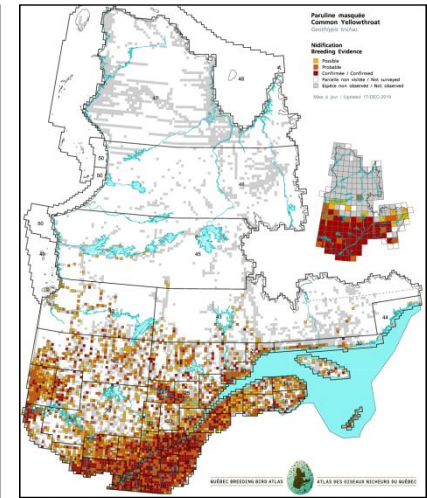 Paruline masquée
Common Yellowthroat
Geothlypis trichas
Nidification
Breeding Evidence
Possible
Probable
Confirmée / Confirmed
Parcelle non visitée / Not surveyed
Espèce non observée / Not observed
Mise à jour / Updated 17-DEC-2019
QUÉBEC BREEDING BIRD ATLAS
ATLAS DES OISEAUX NICHEURS DU QUÉBEC